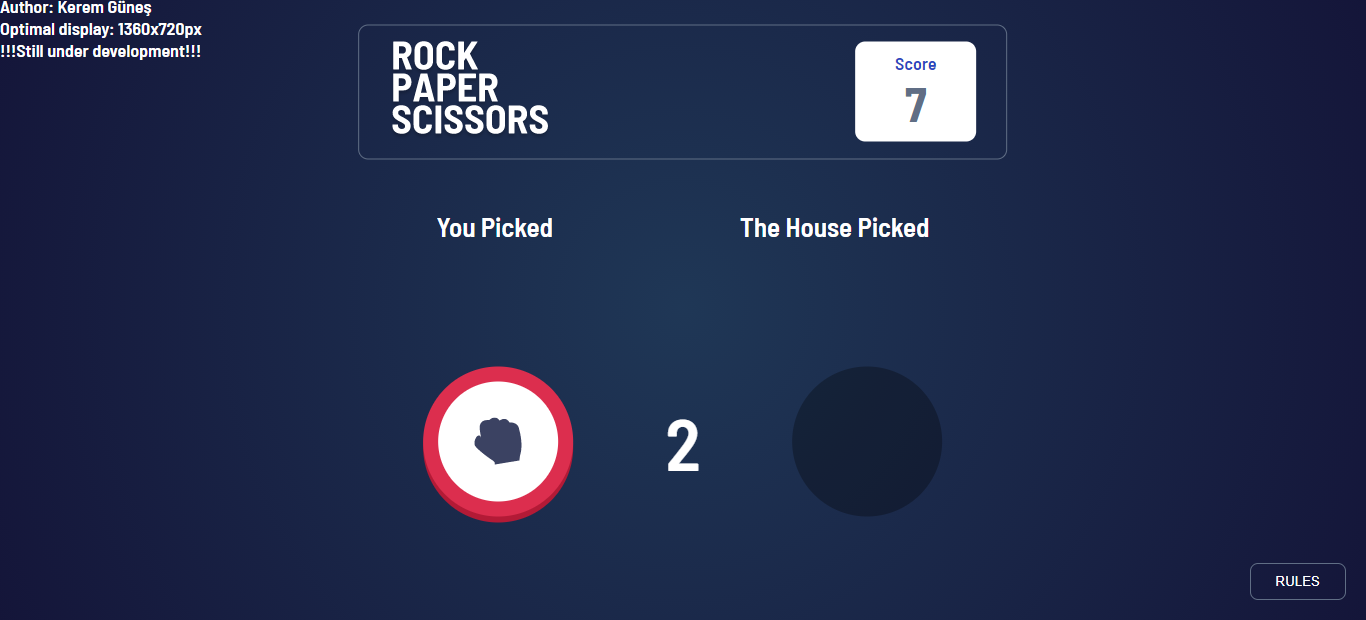 Author: Kerem Güneş
Optimal display: 1360x720px
!!!Still under development!!!
ROCK
PAPER
SCISSORS
Score
7
You Picked
The House Picked
2
RULES